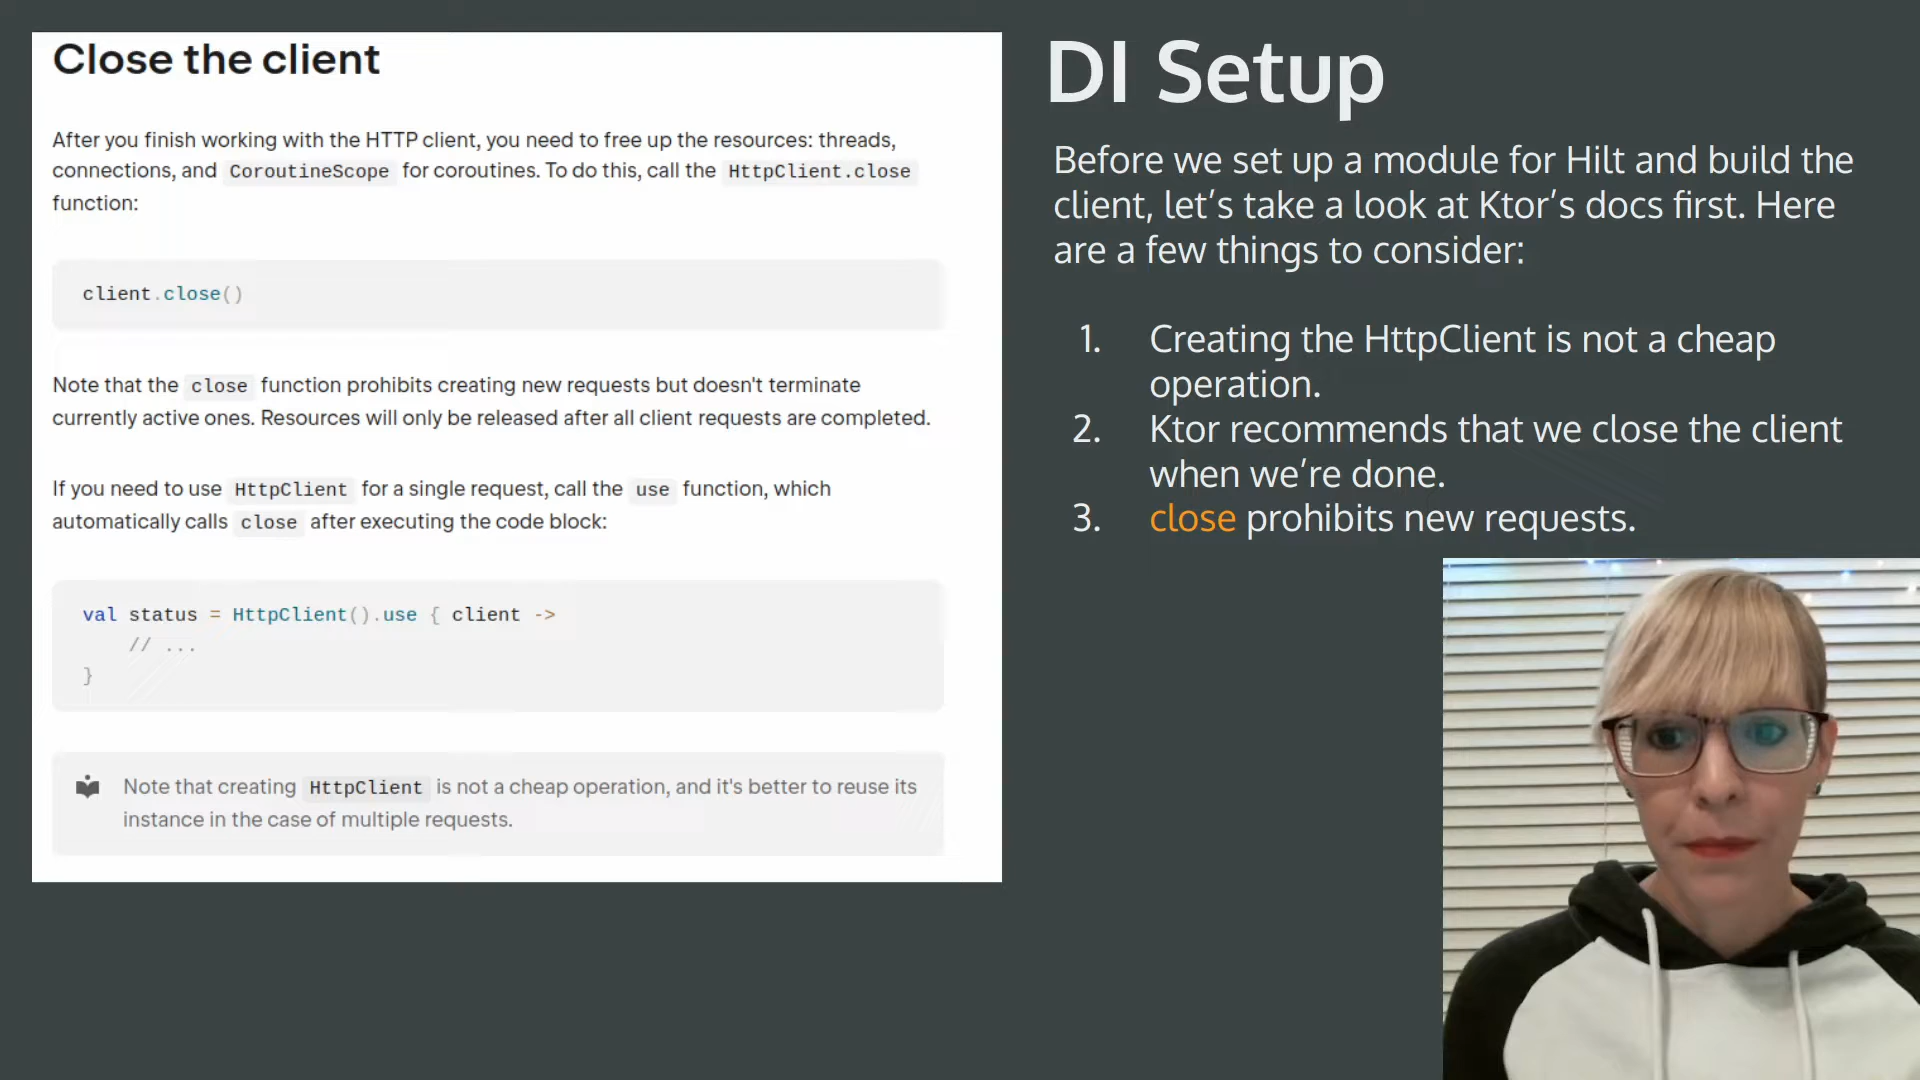 Close the client
After you finish working with the HTTP client, you need to free up the resources: threads,
connections, and CoroutineScope for coroutines. To do this, call the HttpClient.close
function:
client.close()
Note that the close function prohibits creating new requests but doesn't terminate
currently active ones. Resources will only be released after all client requests are completed.
If you need to use HttpClient for a single request, call the use function, which
automatically calls close after executing the code block:
val status = HttpClient().use { client ->
// ...
}
Note that creating HttpClient is not a cheap operation, and it's better to reuse its
instance in the case of multiple requests.
DI Setup
Before we set up a module for Hilt and build the
client, let’s take a look at Ktor’s docs first. Here
are a few things to consider:
1. Creating the HttpClient is not a cheap
operation.
2. Ktor recommends that we close the client
when we’re done.
3. close prohibits new requests.